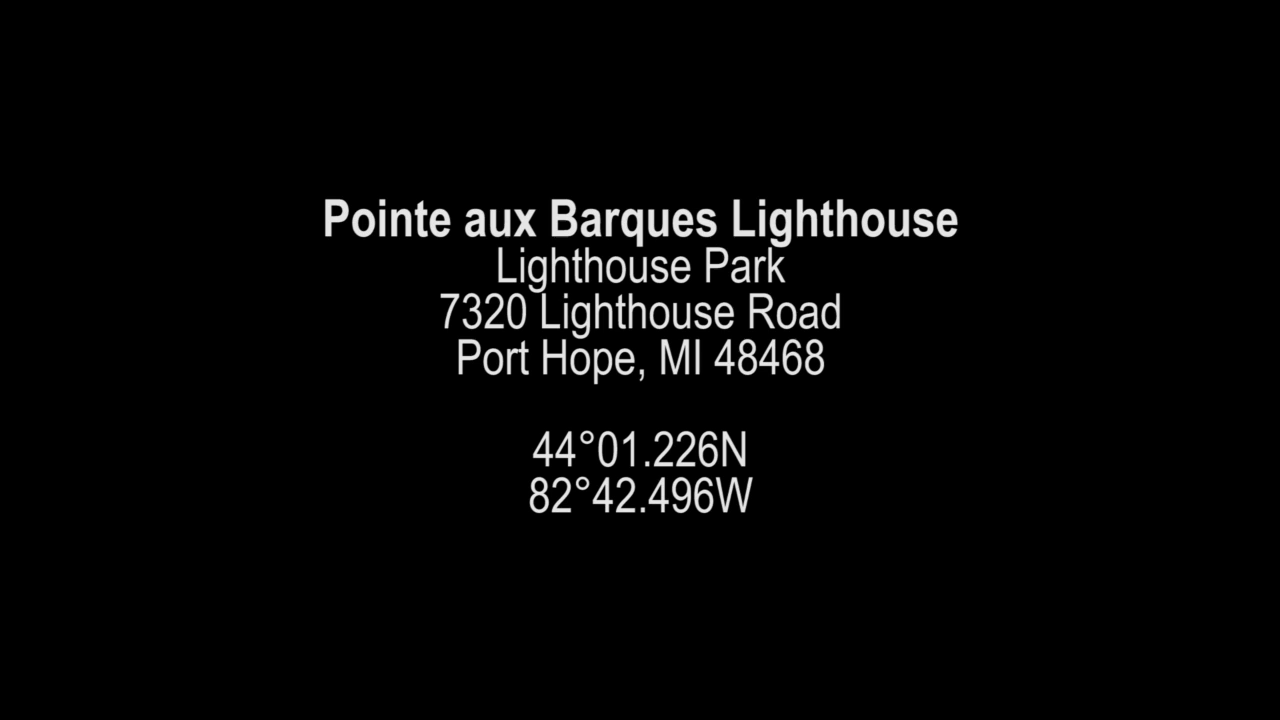 Pointe aux Barques Lighthouse
Lighthouse Park
7320 Lighthouse Road
Port Hope, MI 48468
44°01.226N
82°42.496W